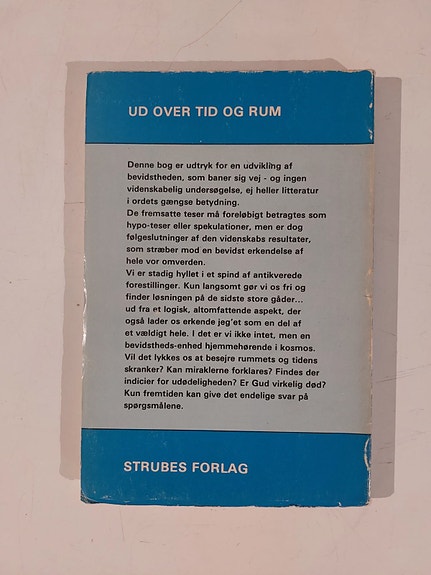 UD OVER TID OG RUM
Denne bog er udtryk for en udvikling af
bevidstheden, som baner sig vej - og ingen
videnskabelig undersøgelse, ej heller litteratur
i ordets gængse betydning.
De fremsatte teser må foreløbigt betragtes som
hypo-teser eller spekulationer, men er dog
følgeslutninger af den videnskabs resultater,
som stræber mod en bevidst erkendelse af
hele vor omverden.
Vi er stadig hyllet i et spind af antikverede
forestillinger. Kun langsomt gør vi os fri og
finder løsningen på de sidste store gåder...
ud fra et logisk, altomfattende aspekt, der
også lader os erkende jeg'et som en del af
et vældigt hele. I det er vi ikke intet, men en
bevidstheds-enhed hjemmehørende i kosmos.
Vil det lykkes os at besejre rummets og tidens
skranker? Kan miraklerne forklares? Findes der
indicier for udødeligheden? Er Gud virkelig død?
Kun fremtiden kan give det endelige svar på
spørgsmålene.
STRUBES FORLAG